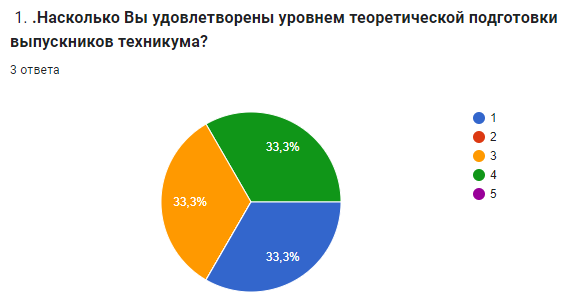 1. .Насколько Вы удовлетворены уровнем теоретической подготовки
выпускников техникума?
3 ответа
33,3%
33,3%
33,3%
1
2
3
4
5